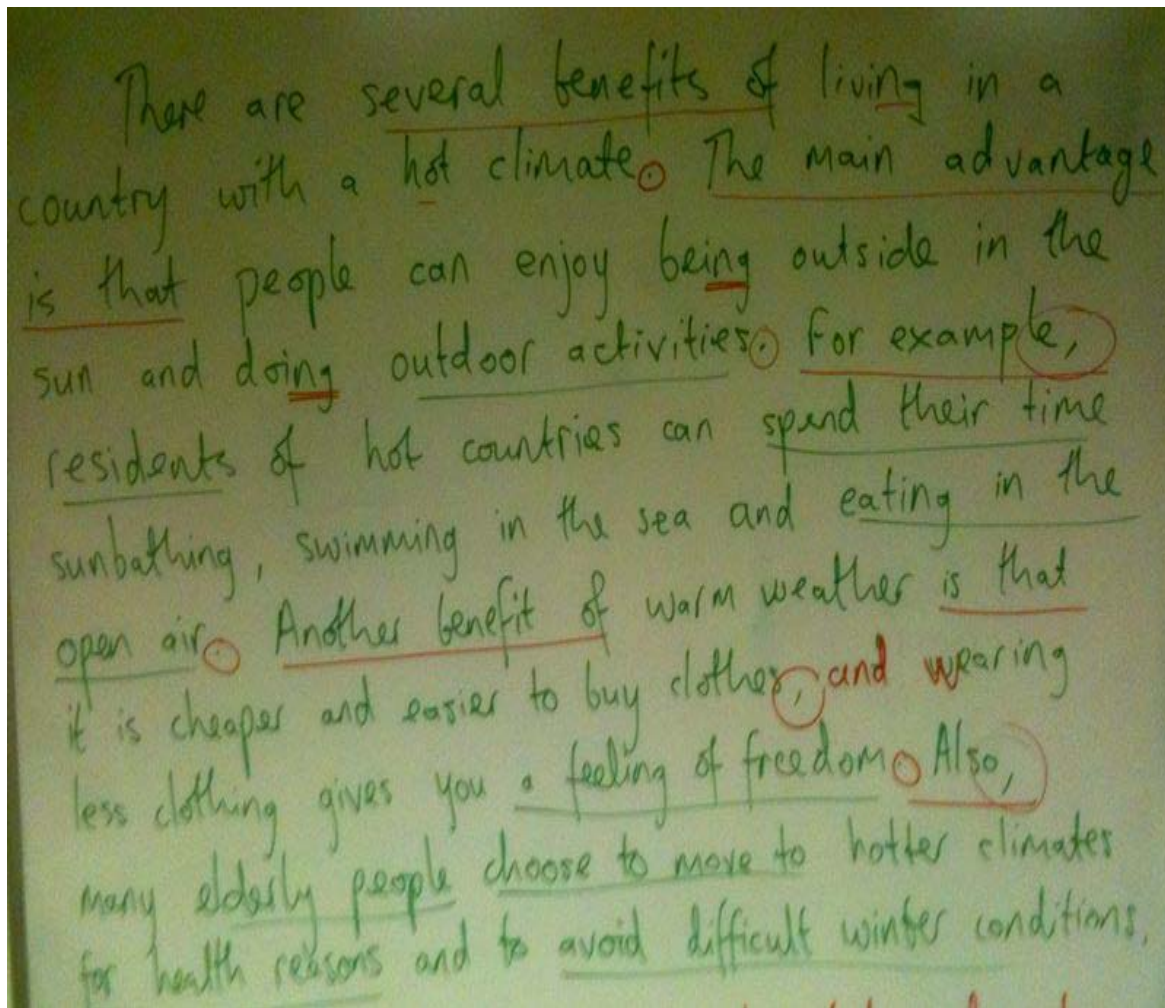 There are several benefits of living in a
country with a hot climate. The main advantage
is that people can enjoy being outside in the
sun and doing outdoor activities. For example,
residents of hot countries can spend their time
sunbathing, swimming in the sea and eating in the
open air. Another benefit of warm weather is that
it is cheaper and easier to buy clothes, and wearing
less clothing gives you a feeling of freedom. Also,
many elderly people choose to move to hotter climates
for health reasons and to avoid difficult winter conditions.